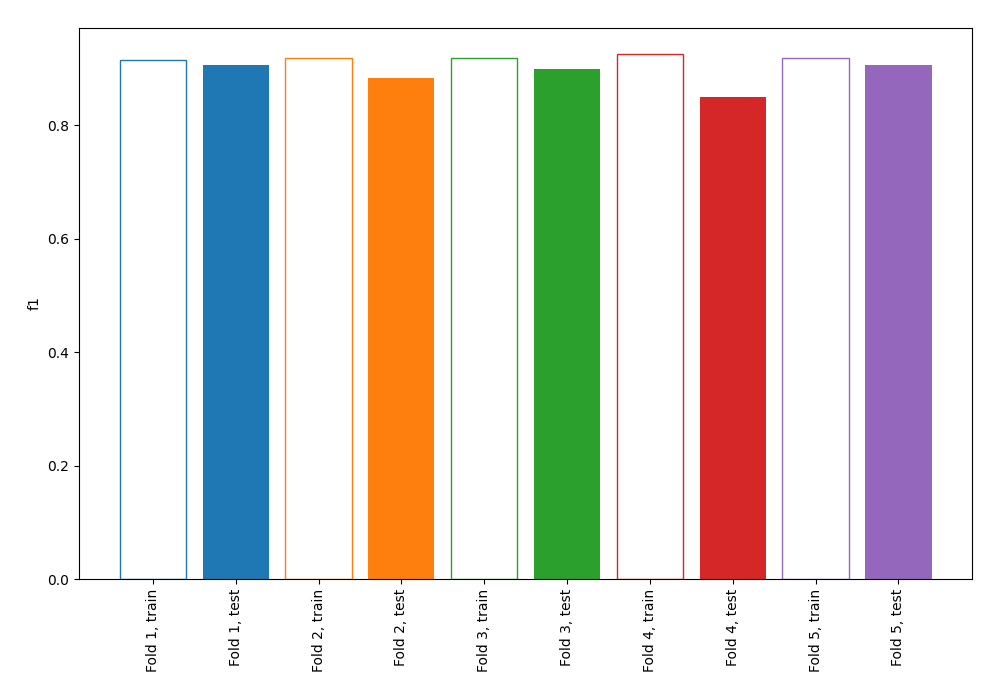 f1
0.8
0.6
0.4
0.2
0.0
Fold 1, train
Fold 1, test
Fold 2, train
Fold 2, test
Fold 3, train
Fold 3, test
Fold 4, train
Fold 4, test
Fold 5, train
Fold 5, test